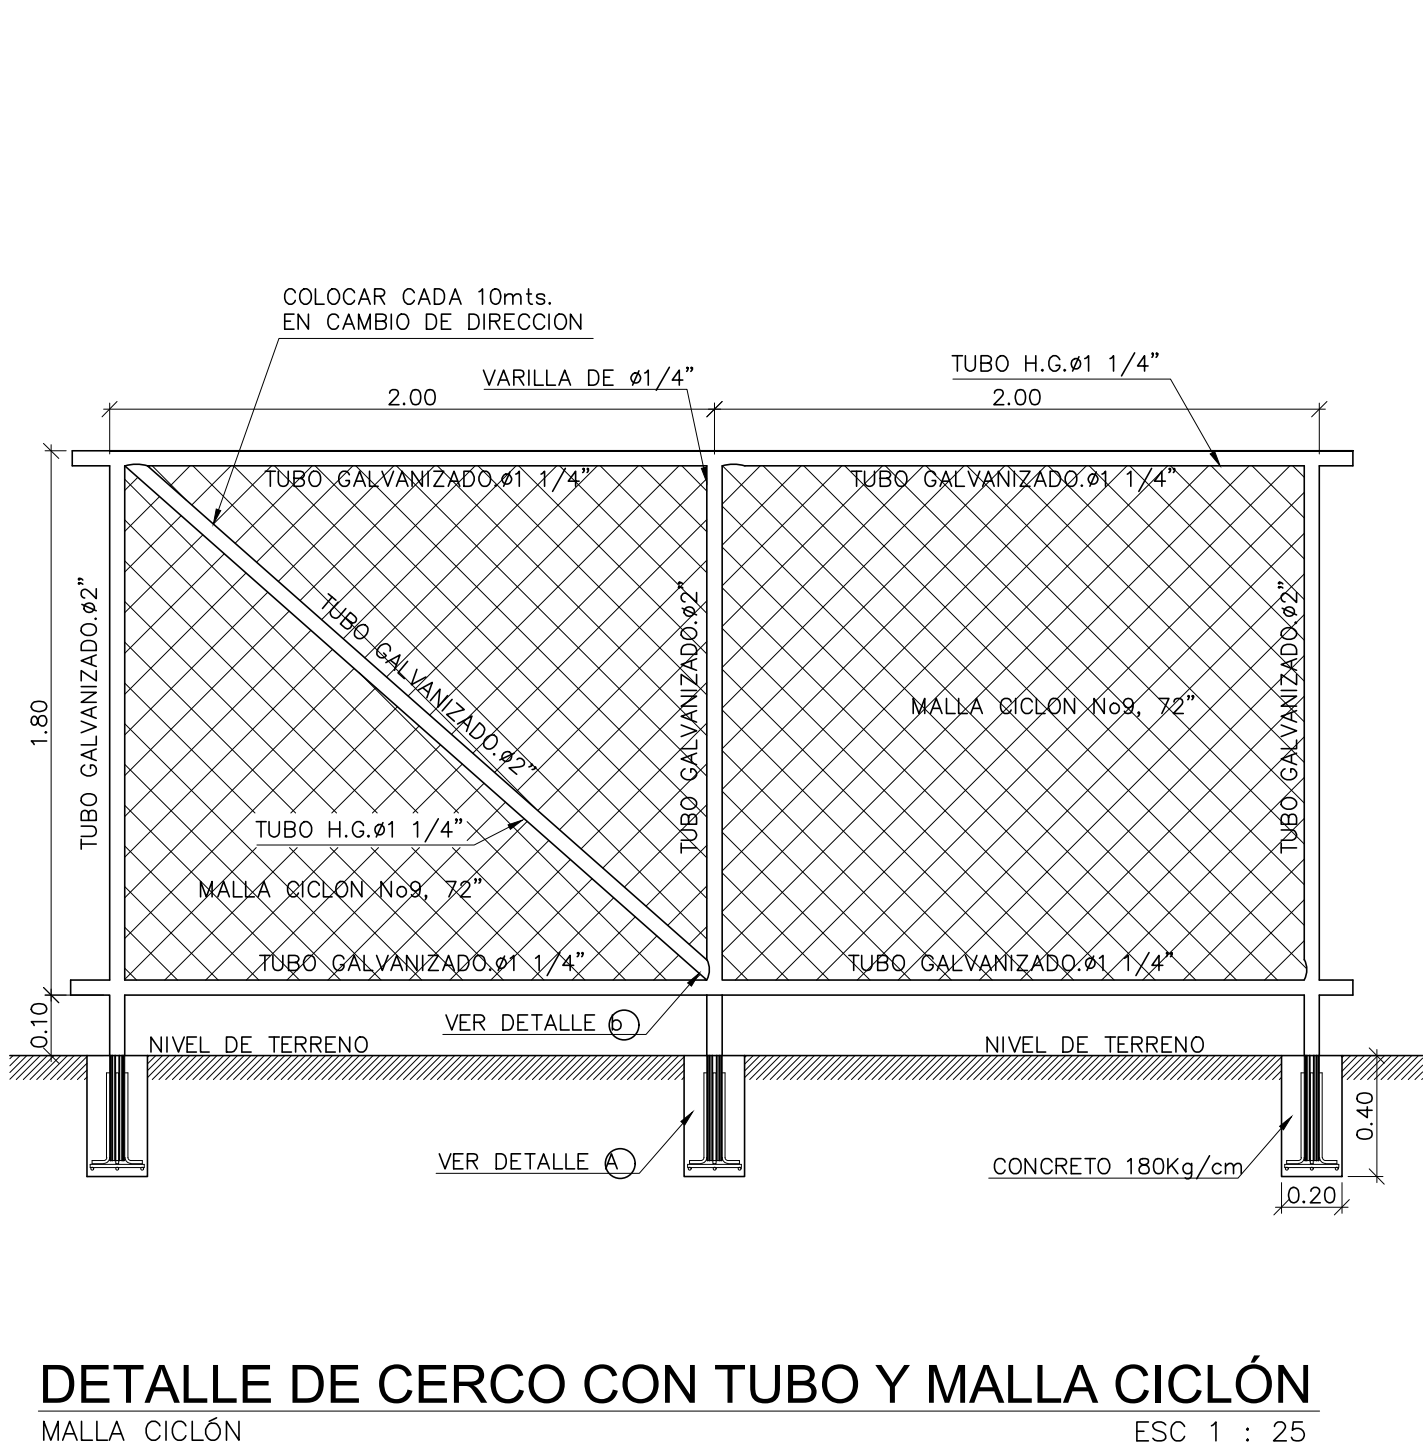 COLOCAR CADA 10mts.
EN CAMBIO DE DIRECCION
VARILLA DE ø1/4"
TUBO H.G.ø1 1/4"
2.00
2.00
TUBO GALVANIZADO.ø1 1/4"
TUBO GALVANIZADO.ø1 1/4"
1.80
TUBO GALVANIZADO.ø2"
TUBO GALVANIZADO.ø2"
TUBO GALVANIZADO.ø2"
TUBO GALVANIZADO.ø2"
MALLA CICLON No9, 72"
TUBO H.G.ø1 1/4"
MALLA CICLON No9, 72"
TUBO GALVANIZADO.ø1 1/4"
TUBO GALVANIZADO.ø1 1/4"
0.10
VER DETALLE b
NIVEL DE TERRENO
NIVEL DE TERRENO
0.40
VER DETALLE A
CONCRETO 180Kg/cm
0.20
DETALLE DE CERCO CON TUBO Y MALLA CICLÓN
MALLA CICLÓN
ESC 1 : 25